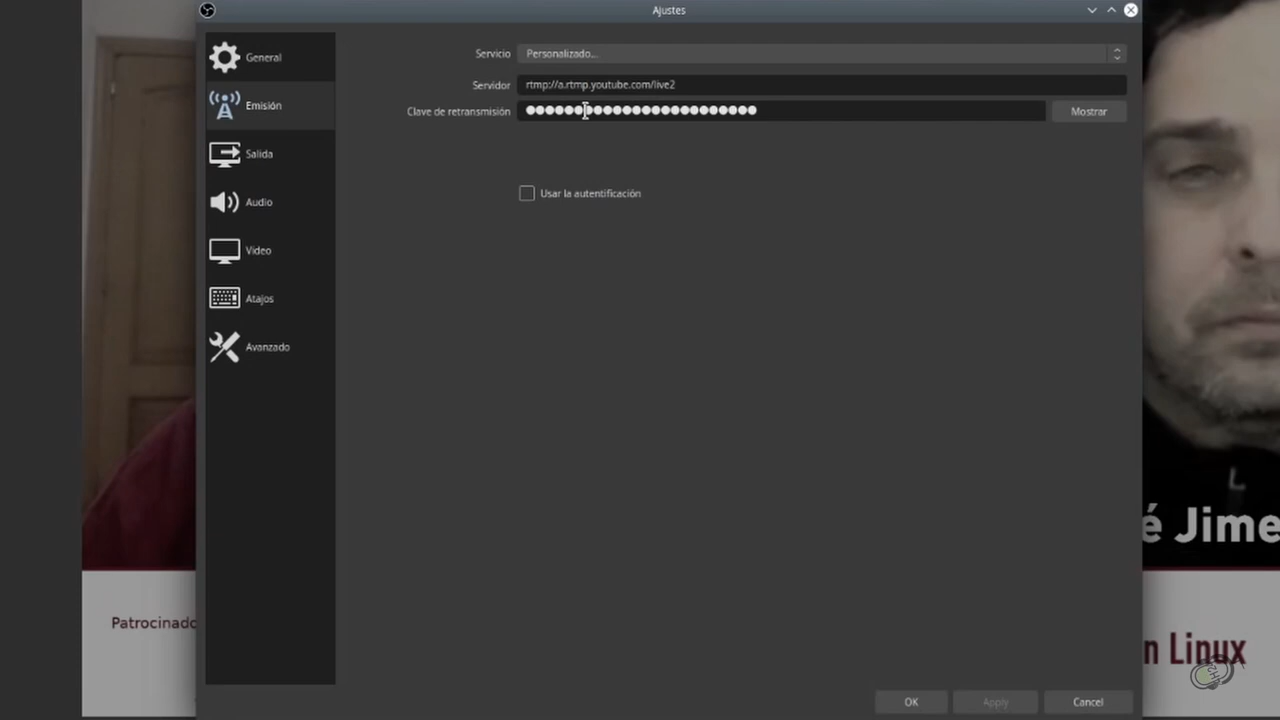 Ajustes
General
Emisión
Salida
Audio
Video
Atajos
Avanzado
Servicio
Personalizado...
Servidor
rtmp://a.rtmp.youtube.com/live2
Clave de retransmisión
Mostrar
Usar la autentificación
OK
Apply
Cancel
é Jime
Patrocinado
n Linux